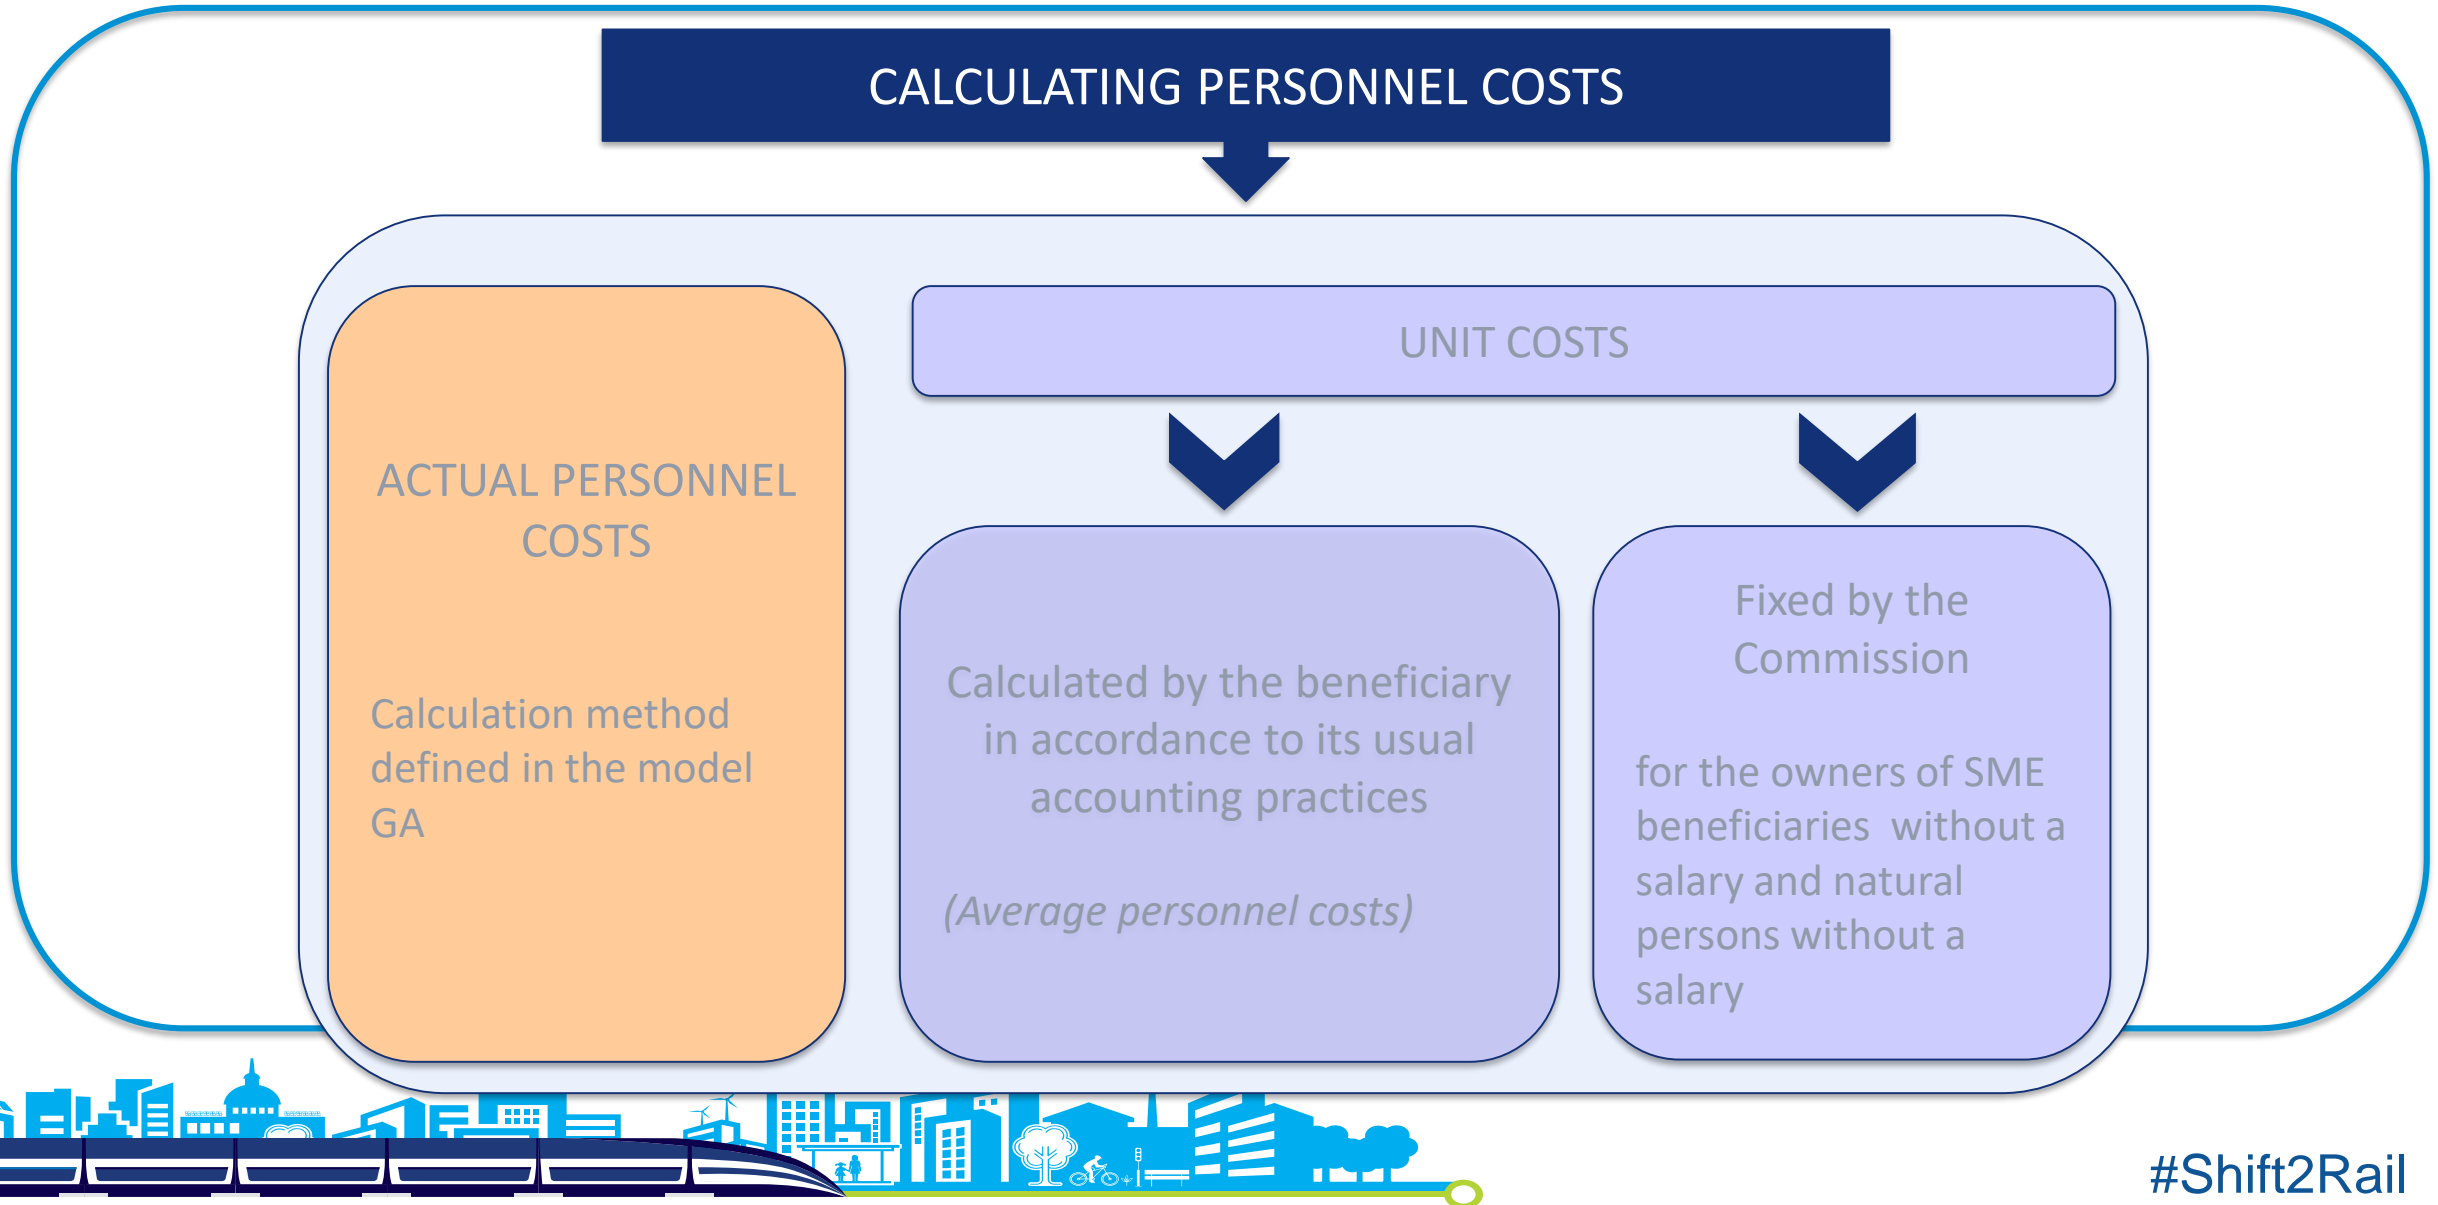 CALCULATING PERSONNEL COSTS
ACTUAL PERSONNEL
COSTS
Calculation method
defined in the model
GA
UNIT COSTS
Calculated by the beneficiary
in accordance to its usual
accounting practices
(Average personnel costs)
Fixed by the
Commission
for the owners of SME
beneficiaries  without a
salary and natural
persons without a
salary
#Shift2Rail